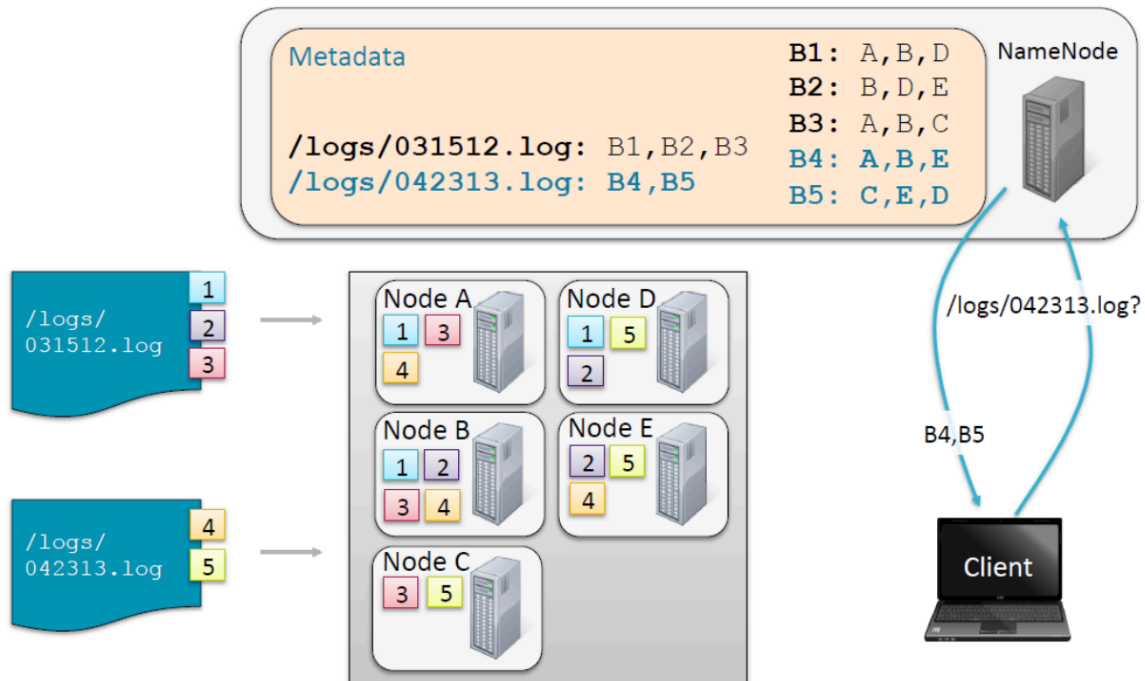 Metadata
B1: A,B,D
B2: B,D,E
B3: A,B,C
B4: A,B,E
B5: C,E,D
/logs/031512.log: B1,B2,B3
/logs/042313.log: B4,B5
NameNode
/logs/
031512.log
1
2
3
/logs/
042313.log
4
5
Node A
1 3
4
Node D
1 5
2
Node B
1 2
3 4
Node E
2 5
4
Node C
3 5
/logs/042313.log?
B4,B5
Client